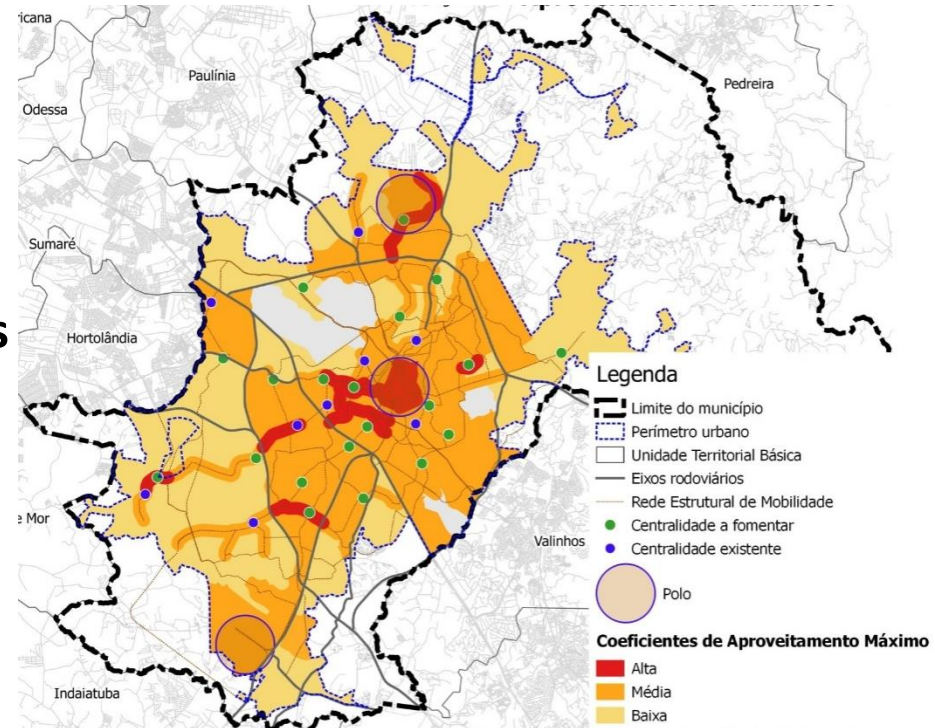 Paulínia
Pedreira
Odessa
Sumaré
Hortolândia
Valinhos
Indaiatuba
Legenda
Limite do município
Perímetro urbano
Unidade Territorial Básica
Eixos rodoviários
Rede Estrutural de Mobilidade
Centralidade a fomentar
Centralidade existente
Polo
Coeficientes de Aproveitamento Máximo
Alta
Média
Baixa